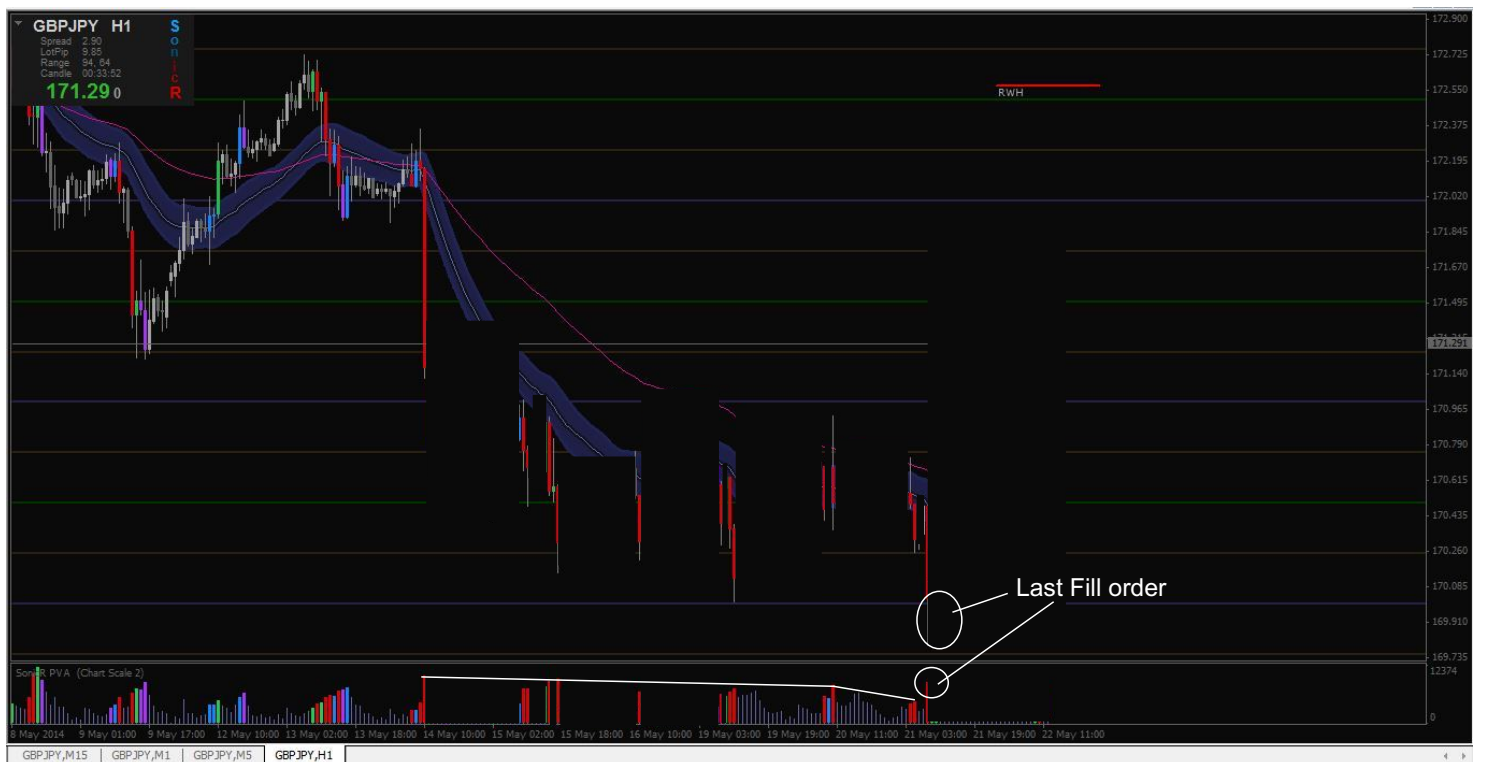 GBPJPY H1
Spread 2.90
LotPip 9.85
Range 94, 64
Candle 00:33:52
171.29 0
S
o
n
i
c
R
RWH
Last Fill order
172.900
172.725
172.550
172.375
172.195
172.020
171.845
171.670
171.495
171.291
171.140
170.965
170.790
170.615
170.435
170.260
170.085
169.910
169.735
PVA (Chart Scale 2)
12374
0
8 May 2014 9 May 01:00 9 May 17:00 12 May 10:00 13 May 02:00 13 May 18:00 14 May 10:00 15 May 02:00 15 May 18:00 16 May 10:00 19 May 03:00 19 May 19:00 20 May 11:00 21 May 03:00 21 May 19:00 22 May 11:00
GBPJPY,M15 GBPJPY,M1 GBPJPY,M5 GBPJPY,H1